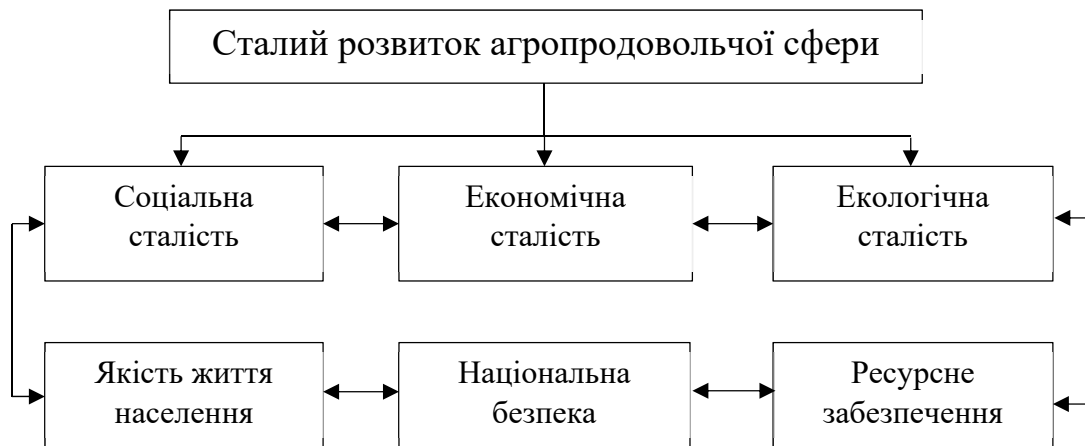 Сталий розвиток агропродовольчої сфери
Соціальна
сталість
Економічна
сталість
Екологічна
сталість
Якість життя
населення
Національна
безпека
Ресурсне
забезпечення